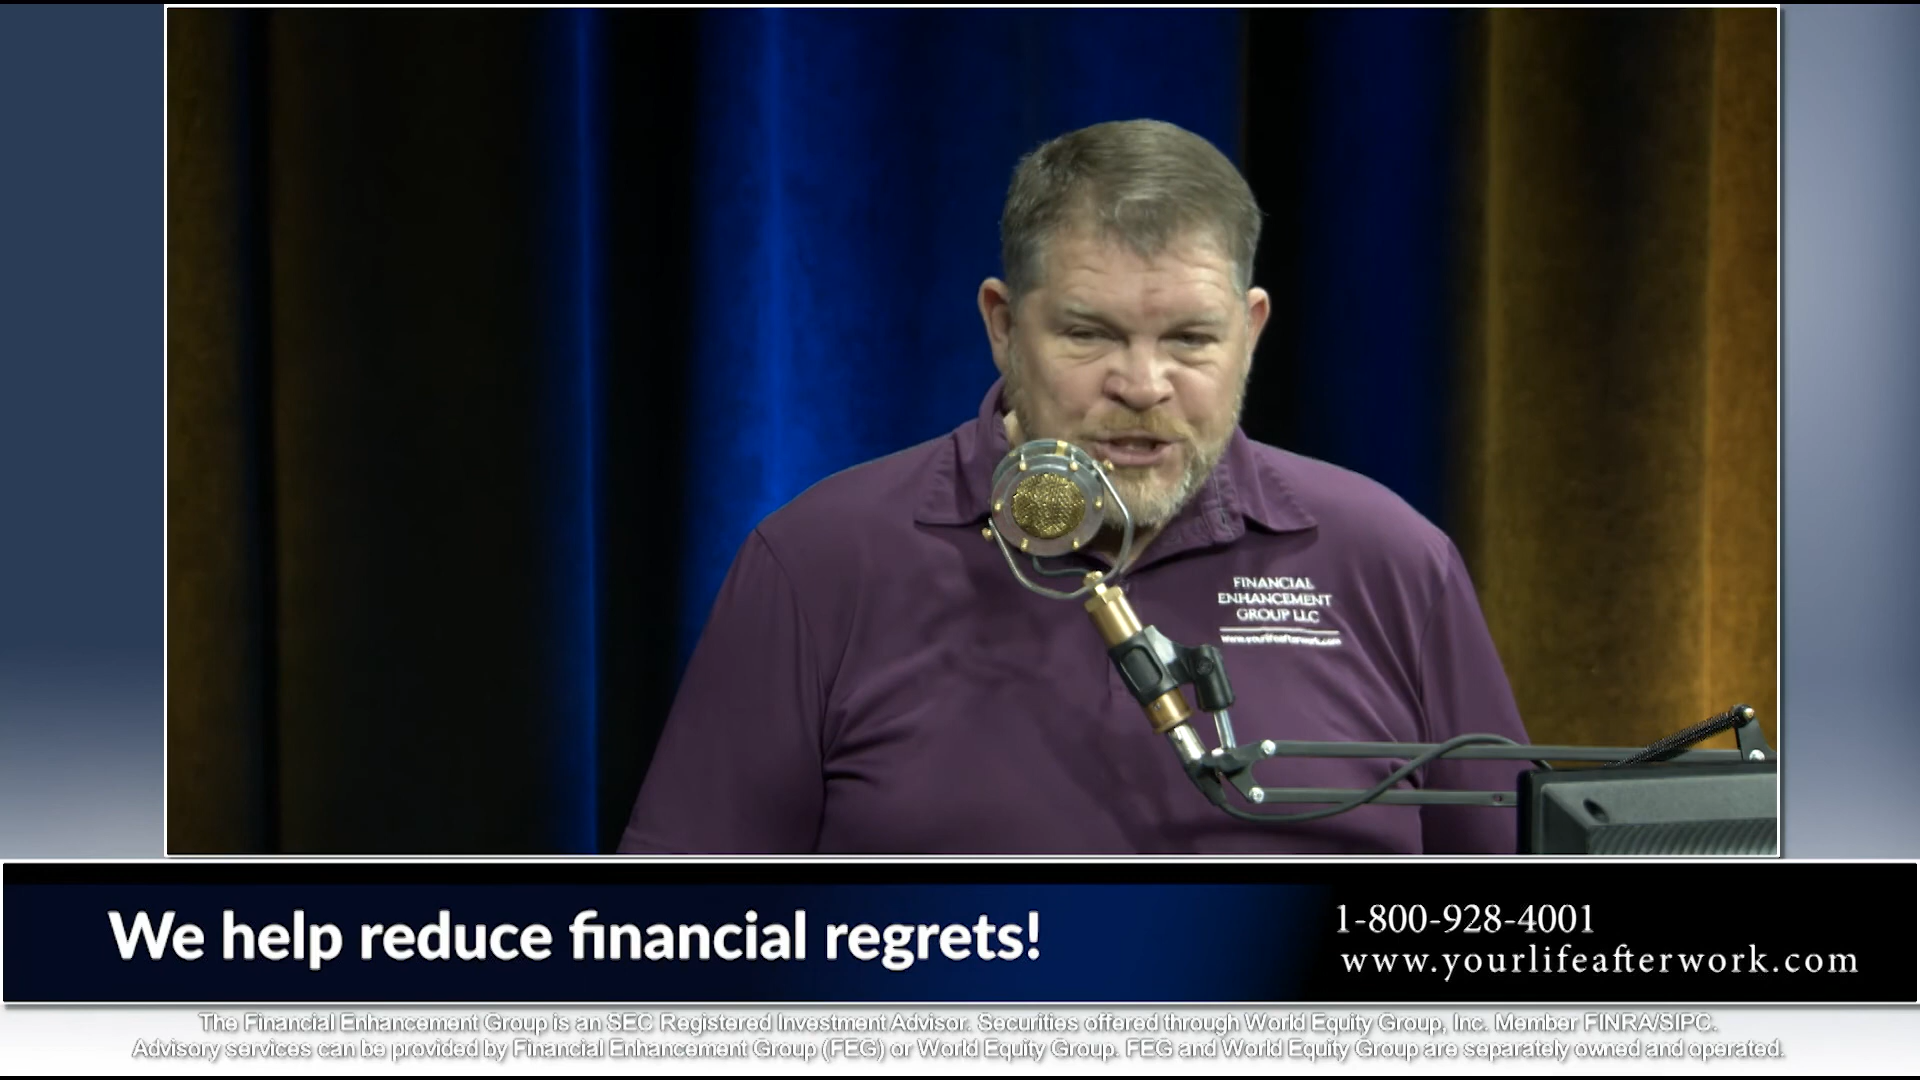 FINANCIAL
ENHANCEMENT
GROUP LLC
www.yourlifeafterwork.com
We help reduce financial regrets!
1-800-928-4001
www.yourlifeafterwork.com
The Financial Enhancement Group is an SEC Registered Investment Advisor. Securities offered through World Equity Group, Inc. Member FINRA/SIPC.
Advisory services can be provided by Financial Enhancement Group (FEG) or World Equity Group. FEG and World Equity Group are separately owned and operated.